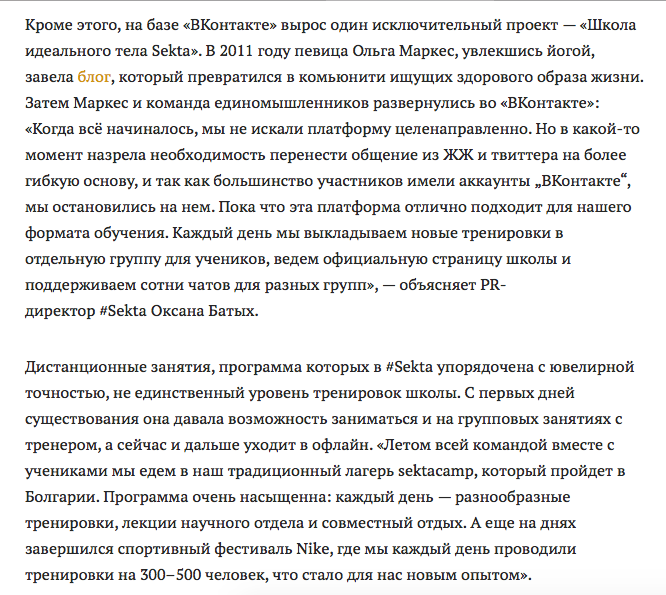 Кроме этого, на базе «ВКонтакте» вырос один исключительный проект — «Школа
идеального тела Sekta». В 2011 году певица Ольга Маркес, увлекшись йогой,
завела блог, который превратился в комьюнити ищущих здорового образа жизни.
Затем Маркес и команда единомышленников развернулись во «ВКонтакте»:
«Когда всё начиналось, мы не искали платформу целенаправленно. Но в какой-то
момент назрела необходимость перенести общение из ЖЖ и твиттера на более
гибкую основу, и так как большинство участников имели аккаунты „ВКонтакте“,
мы остановились на нем. Пока что эта платформа отлично подходит для нашего
формата обучения. Каждый день мы выкладываем новые тренировки в
отдельную группу для учеников, ведем официальную страницу школы и
поддерживаем сотни чатов для разных групп», — объясняет PR-
директор #Sekta Оксана Батых.
Дистанционные занятия, программа которых в #Sekta упорядочена с ювелирной
точностью, не единственный уровень тренировок школы. С первых дней
существования она давала возможность заниматься и на групповых занятиях с
тренером, а сейчас и дальше уходит в офлайн. «Летом всей командой вместе с
учениками мы едем в наш традиционный лагерь sektacamp, который пройдет в
Болгарии. Программа очень насыщенна: каждый день — разнообразные
тренировки, лекции научного отдела и совместный отдых. А еще на днях
завершился спортивный фестиваль Nike, где мы каждый день проводили
тренировки на 300–500 человек, что стало для нас новым опытом».